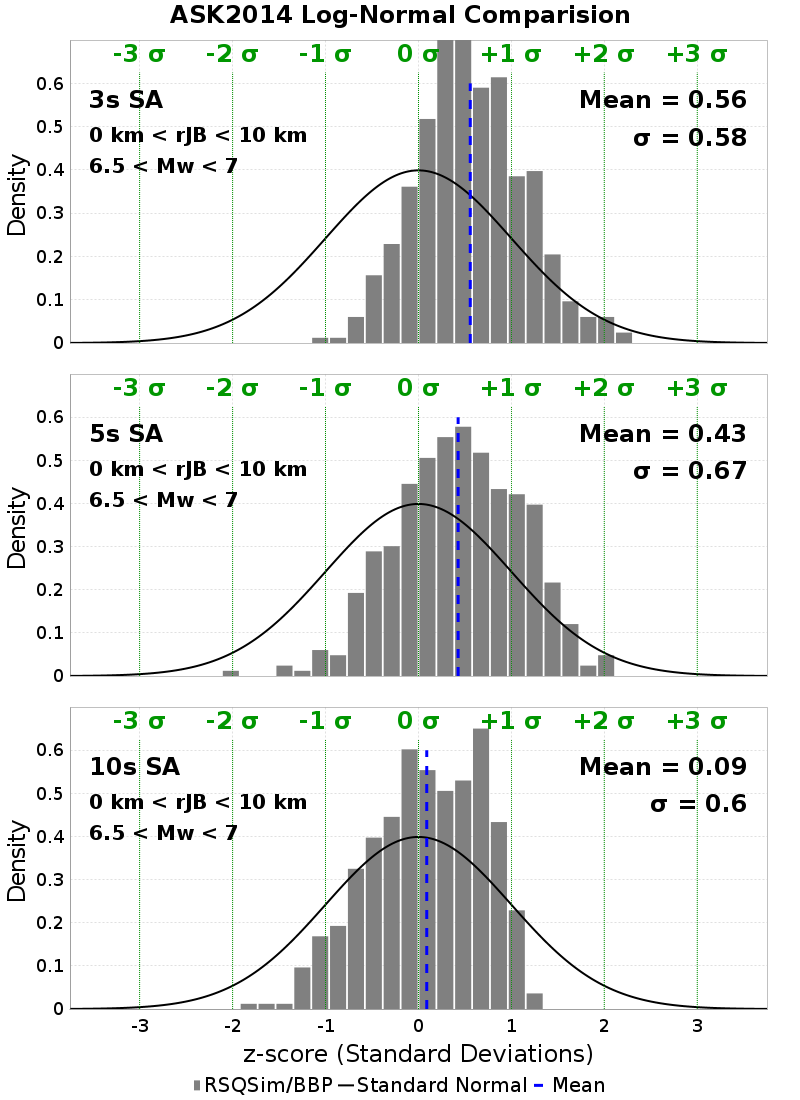 ASK2014 Log-Normal Comparision
-3 σ -2 σ -1 σ 0 σ +1 σ +2 σ +3 σ
3s SA
0 km < rJB < 10 km
6.5 < Mw < 7
Mean = 0.56
σ = 0.58
Density
0.6
0.5
0.4
0.3
0.2
0.1
0
-3 σ -2 σ -1 σ 0 σ +1 σ +2 σ +3 σ
5s SA
0 km < rJB < 10 km
6.5 < Mw < 7
Mean = 0.43
σ = 0.67
Density
0.6
0.5
0.4
0.3
0.2
0.1
0
-3 σ -2 σ -1 σ 0 σ +1 σ +2 σ +3 σ
10s SA
0 km < rJB < 10 km
6.5 < Mw < 7
Mean = 0.09
σ = 0.6
Density
0.6
0.5
0.4
0.3
0.2
0.1
0
-3 -2 -1 0 1 2 3
z-score (Standard Deviations)
RSQSim/BBP Standard Normal Mean